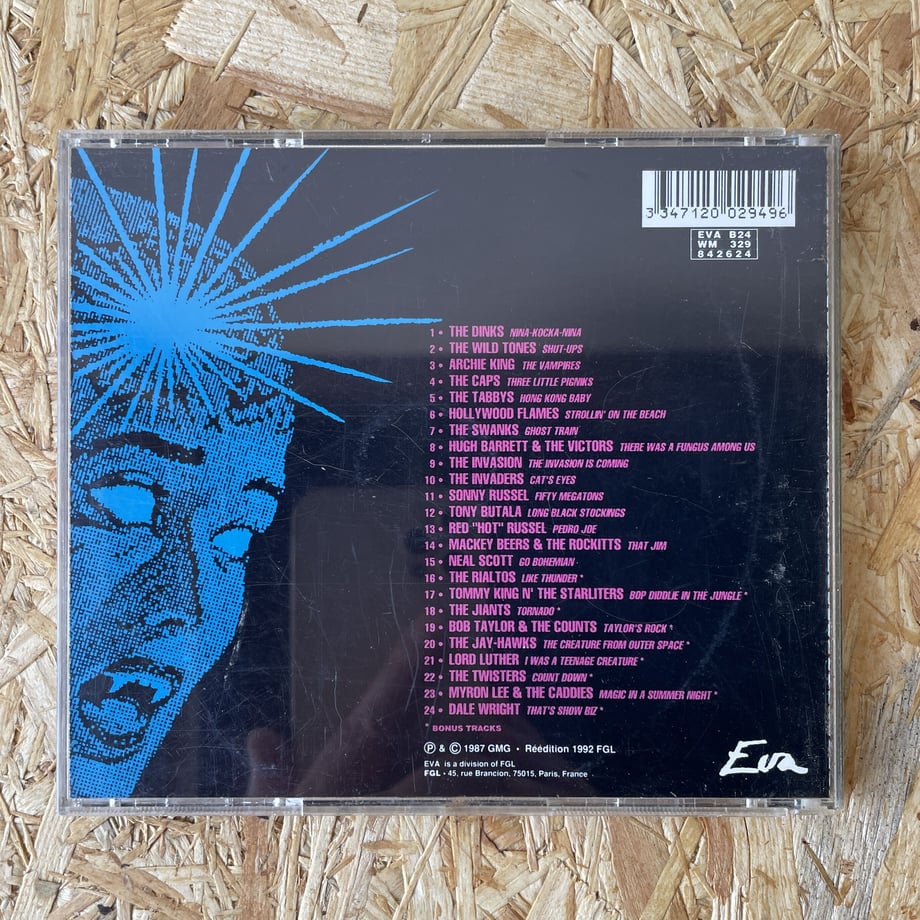 3 347120 029496
EVA B24
WM 329
842624
1 • THE DINKS NINA-KOCKA-NINA
2 • THE WILD TONES SHUT-UPS
3 • ARCHIE KING THE VAMPIRES
4 • THE CAPS THREE LITTLE PIGNIKS
5 • THE TABBYS HONG KONG BABY
6 • HOLLYWOOD FLAMES STROLLIN' ON THE BEACH
7 • THE SWANKS GHOST TRAIN
8 • HUGH BARRETT & THE VICTORS THERE WAS A FUNGUS AMONG US
9 • THE INVASION THE INVASION IS COMING
10 • THE INVADERS CAT'S EYES
11 • SONNY RUSSEL FIFTY MEGATONS
12 • TONY BUTALA LONG BLACK STOCKINGS
13 • RED "HOT" RUSSEL PEDRO JOE
14 • MACKEY BEERS & THE ROCKITTS THAT JIM
15 • NEAL SCOTT GO BOHEMIAN
16 • THE RIALTOS LIKE THUNDER *
17 • TOMMY KING N' THE STARLITERS BOP DIDDLIE IN THE JUNGLE *
18 • THE JIANTS TORNADO *
19 • BOB TAYLOR & THE COUNTS TAYLOR'S ROCK *
20 • THE JAY-HAWKS THE CREATURE FROM OUTER SPACE *
21 • LORD LUTHER I WAS A TEENAGE CREATURE *
22 • THE TWISTERS COUNT DOWN *
23 • MYRON LEE & THE CADDIES MAGIC IN A SUMMER NIGHT *
24 • DALE WRIGHT THAT'S SHOW BIZ *
* BONUS TRACKS
Ⓟ & © 1987 GMG • Réédition 1992 FGL
EVA is a division of FGL
FGL • 45, rue Brancion, 75015, Paris, France
Eva